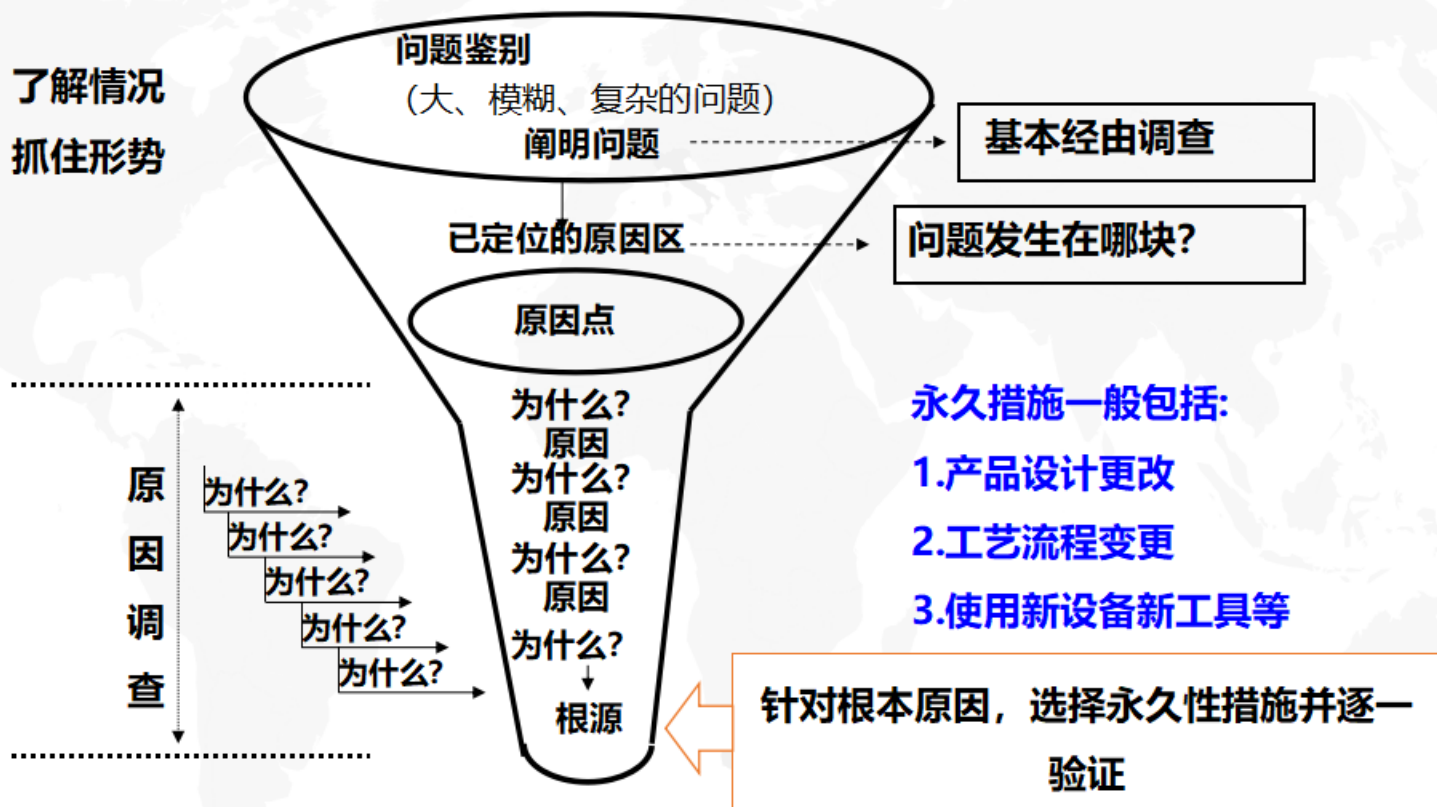 了解情况
抓住形势
问题鉴别
（大、模糊、复杂的问题）
阐明问题
基本经由调查
已定位的原因区
问题发生在哪块?
原因点
原因调查
为什么?
为什么?
为什么?
为什么?
为什么?
为什么?
原因
为什么?
原因
为什么?
原因
为什么?
根源
永久措施一般包括:
1.产品设计更改
2.工艺流程变更
3.使用新设备新工具等
针对根本原因，选择永久性措施并逐一
验证